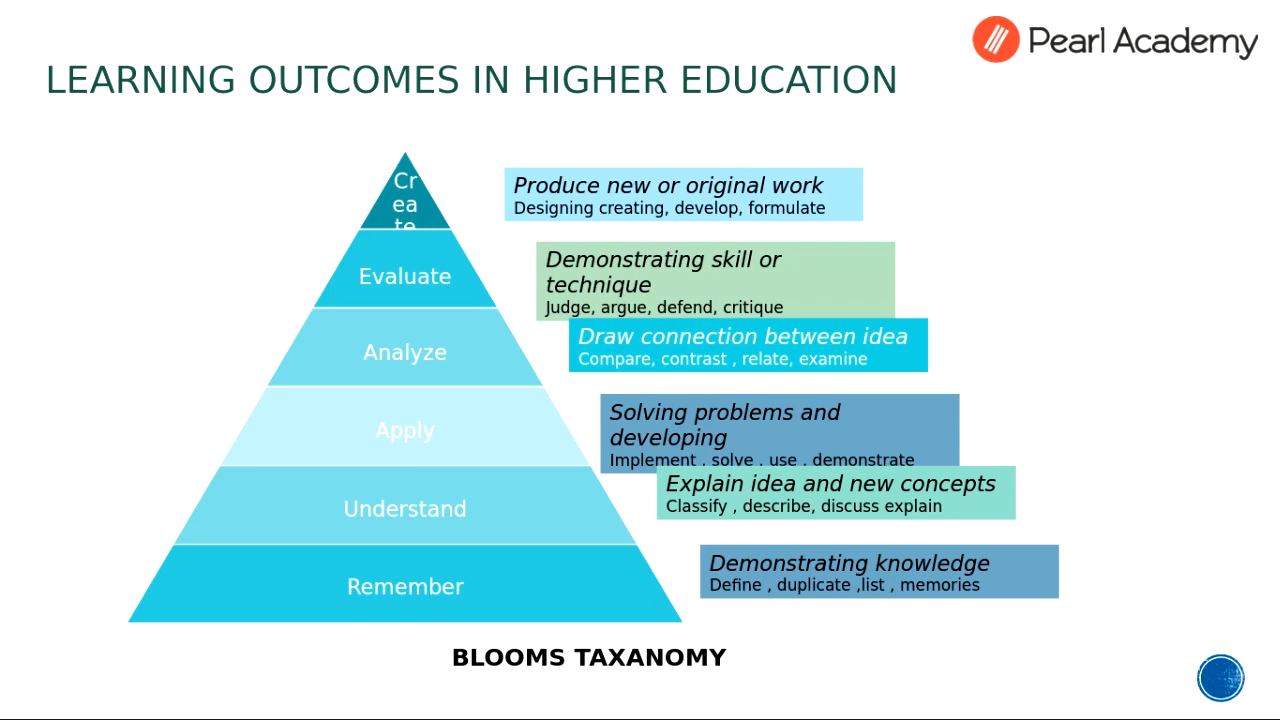 Pearl Academy
LEARNING OUTCOMES IN HIGHER EDUCATION
Cr
ea
te
Produce new or original work
Designing creating, develop, formulate
Evaluate
Demonstrating skill or
technique
Judge, argue, defend, critique
Analyze
Draw connection between idea
Compare, contrast , relate, examine
Apply
Solving problems and
developing
Implement , solve , use , demonstrate
Understand
Explain idea and new concepts
Classify , describe, discuss explain
Remember
Demonstrating knowledge
Define , duplicate ,list , memories
BLOOMS TAXANOMY